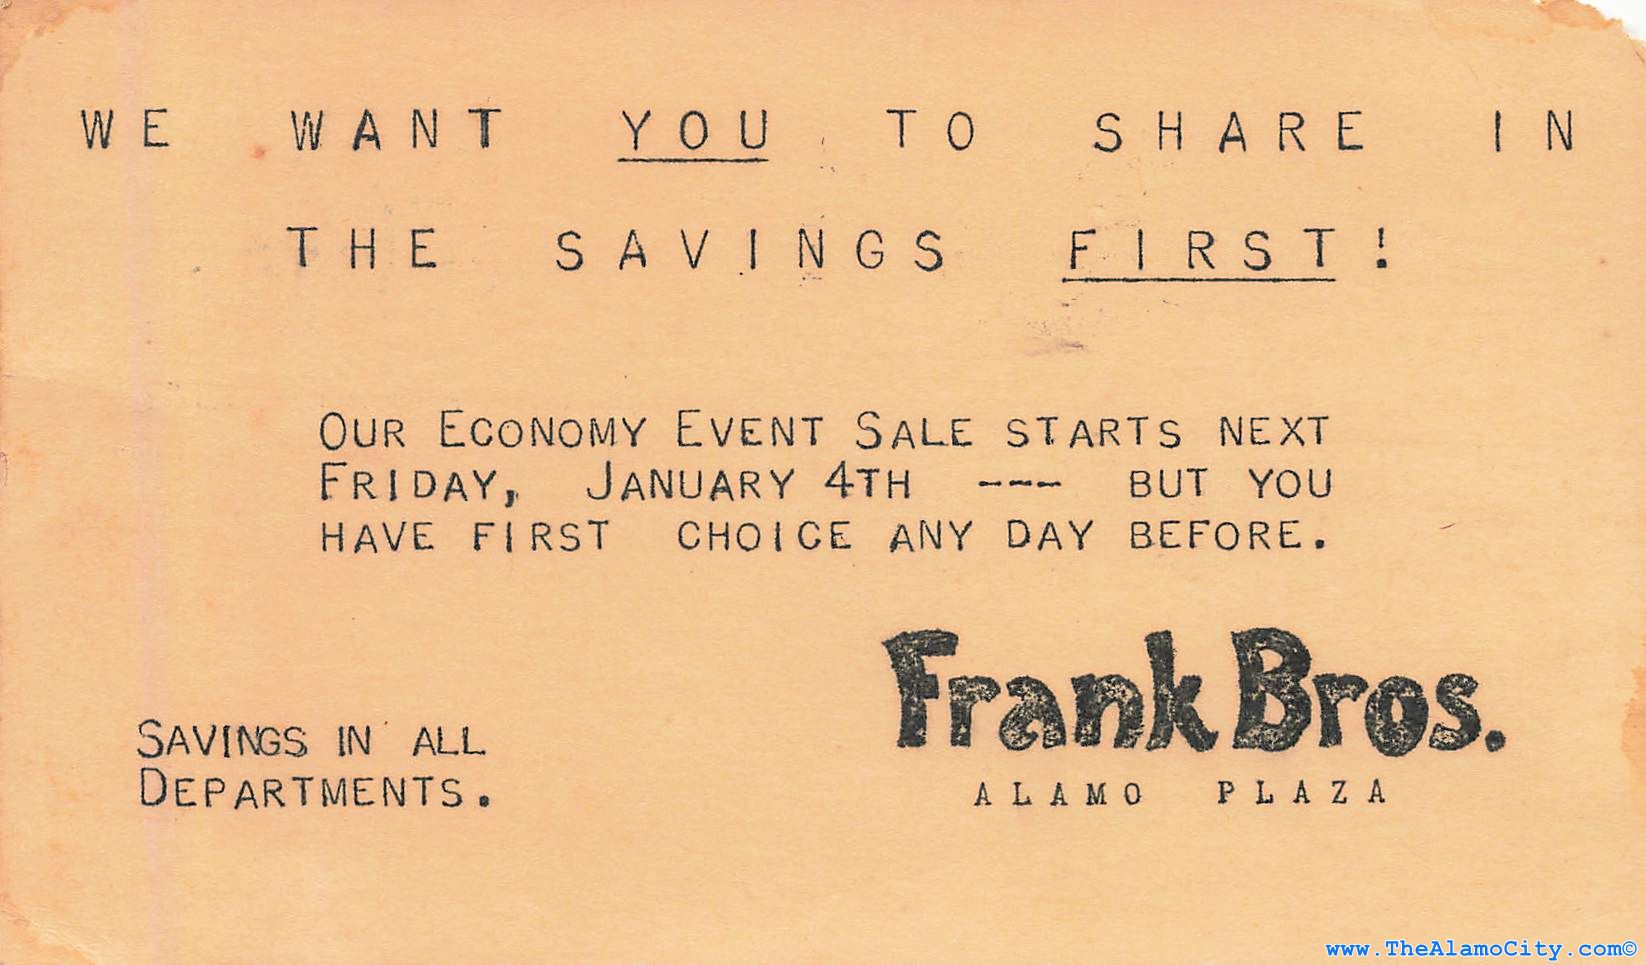 WE WANT YOU TO SHARE IN
THE SAVINGS FIRST!
OUR ECONOMY EVENT SALE STARTS NEXT
FRIDAY, JANUARY 4TH --- BUT YOU
HAVE FIRST CHOICE ANY DAY BEFORE.
Frank Bros.
ALAMO PLAZA
SAVINGS IN ALL
DEPARTMENTS.
www.TheAlamoCity.com©